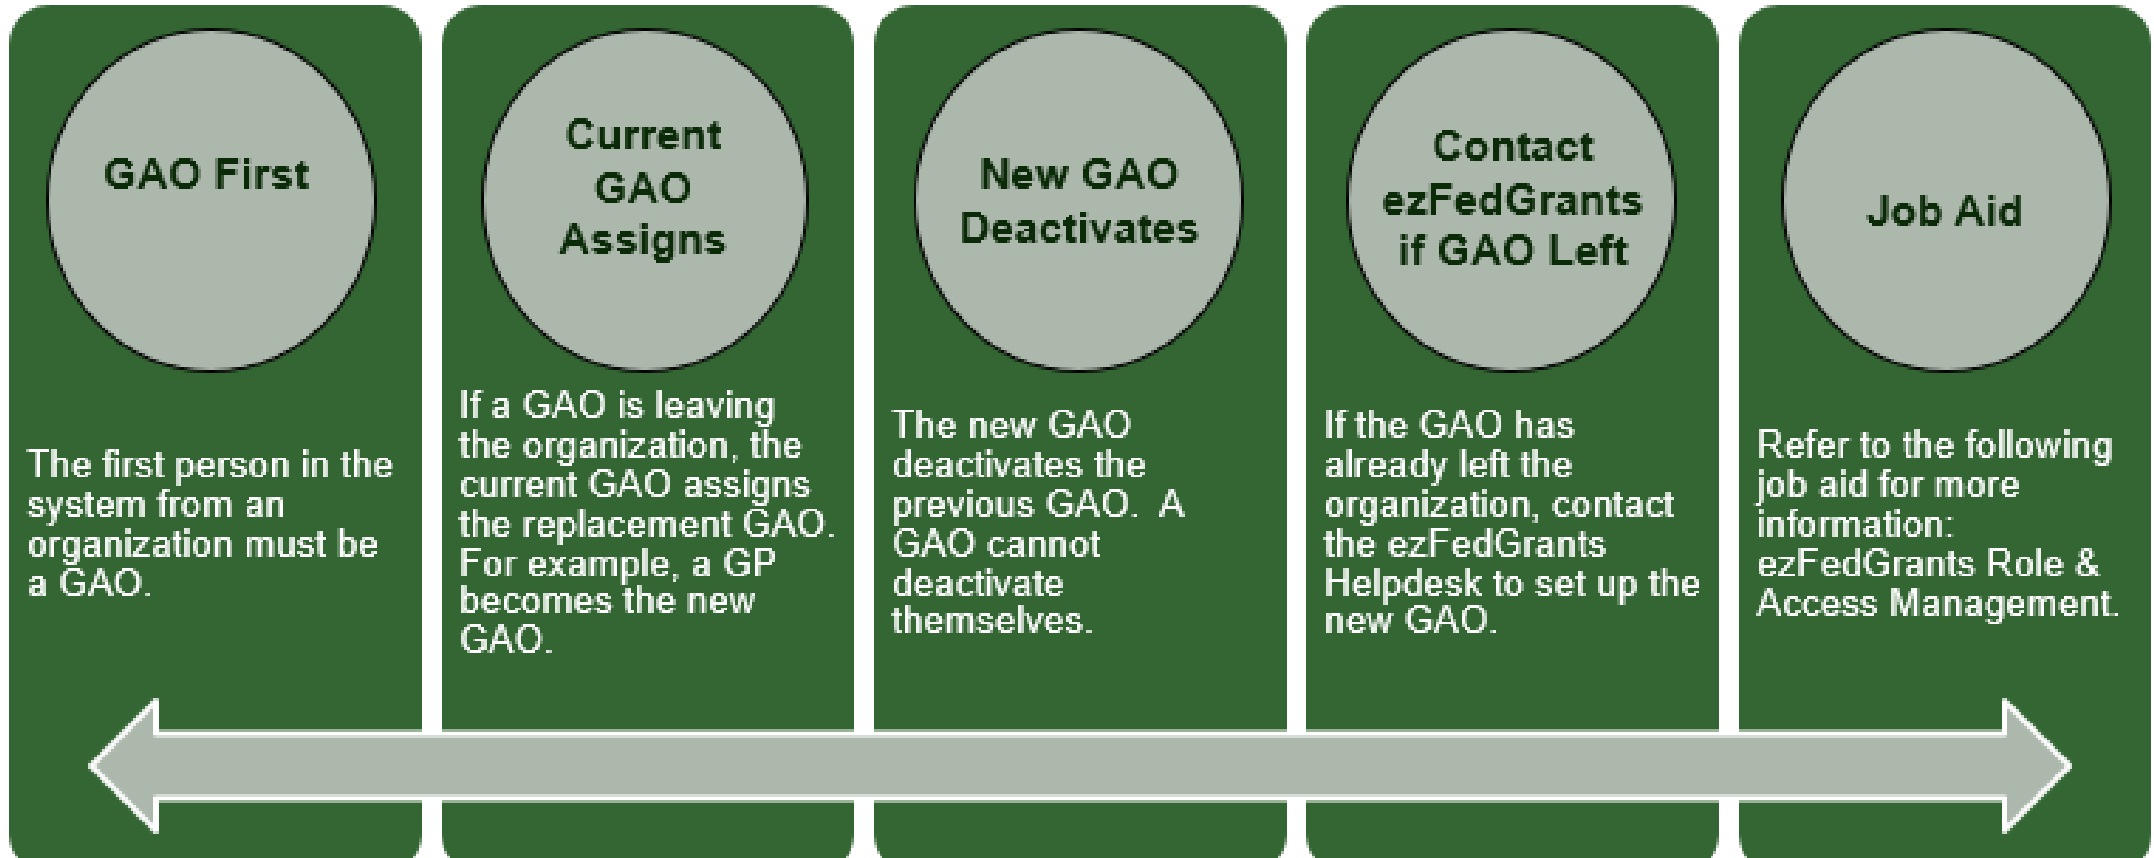 GAO First
The first person in the
system from an
organization must be
a GAO.
Current
GAO
Assigns
If a GAO is leaving
the organization, the
current GAO assigns
the replacement GAO.
For example, a GP
becomes the new
GAO.
New GAO
Deactivates
The new GAO
deactivates the
previous GAO.  A
GAO cannot
deactivate
themselves.
Contact
ezFedGrants
if GAO Left
If the GAO has
already left the
organization, contact
the ezFedGrants
Helpdesk to set up the
new GAO.
Job Aid
Refer to the following
job aid for more
information:
ezFedGrants Role &
Access Management.